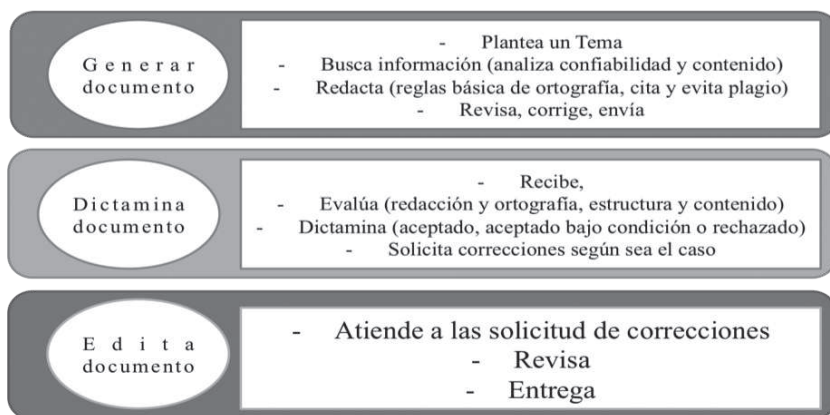 Generar
documento
- Plantea un Tema
- Busca información (analiza confiabilidad y contenido)
- Redacta (reglas básica de ortografía, cita y evita plagio)
- Revisa, corrige, envía
Dictamina
documento
- Recibe,
- Evalúa (redacción y ortografía, estructura y contenido)
- Dictamina (aceptado, aceptado bajo condición o rechazado)
- Solicita correcciones según sea el caso
Edita
documento
- Atiende a las solicitud de correcciones
- Revisa
- Entrega